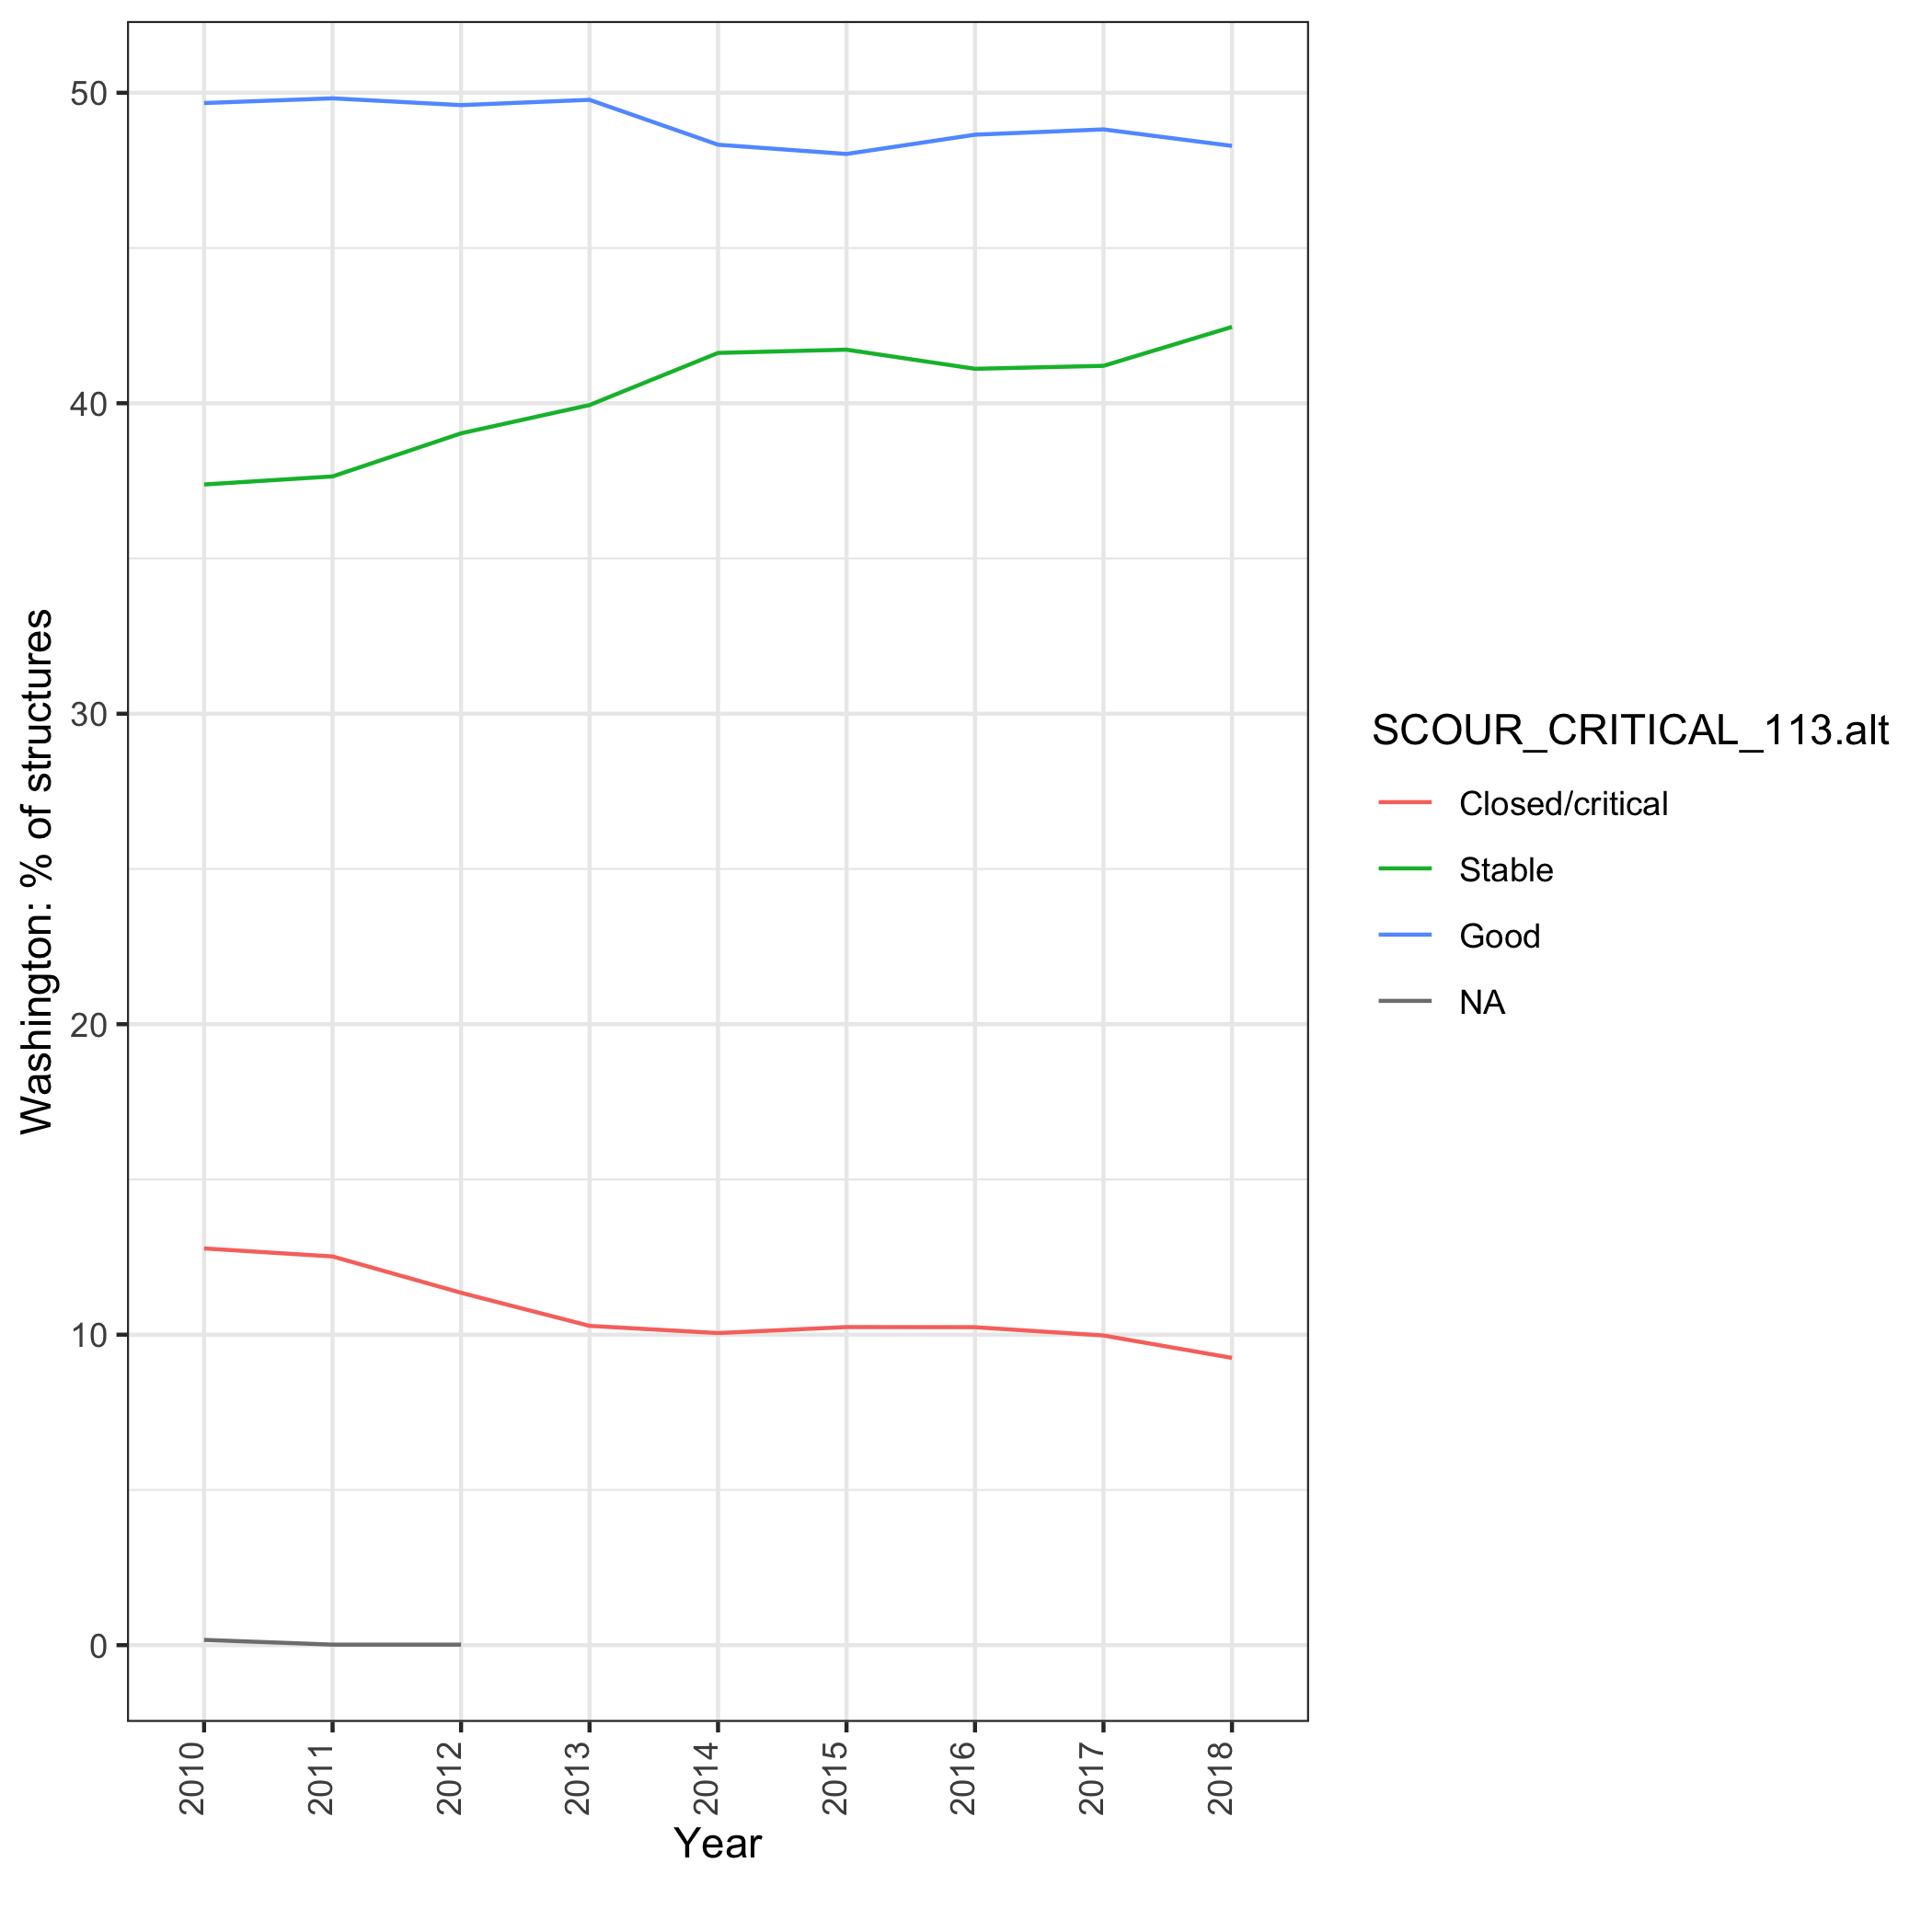 Washington: % of structures
50
40
30
20
10
0
2010
2011
2012
2013
2014
2015
2016
2017
2018
Year
SCOUR_CRITICAL_113.alt
Closed/critical
Stable
Good
NA